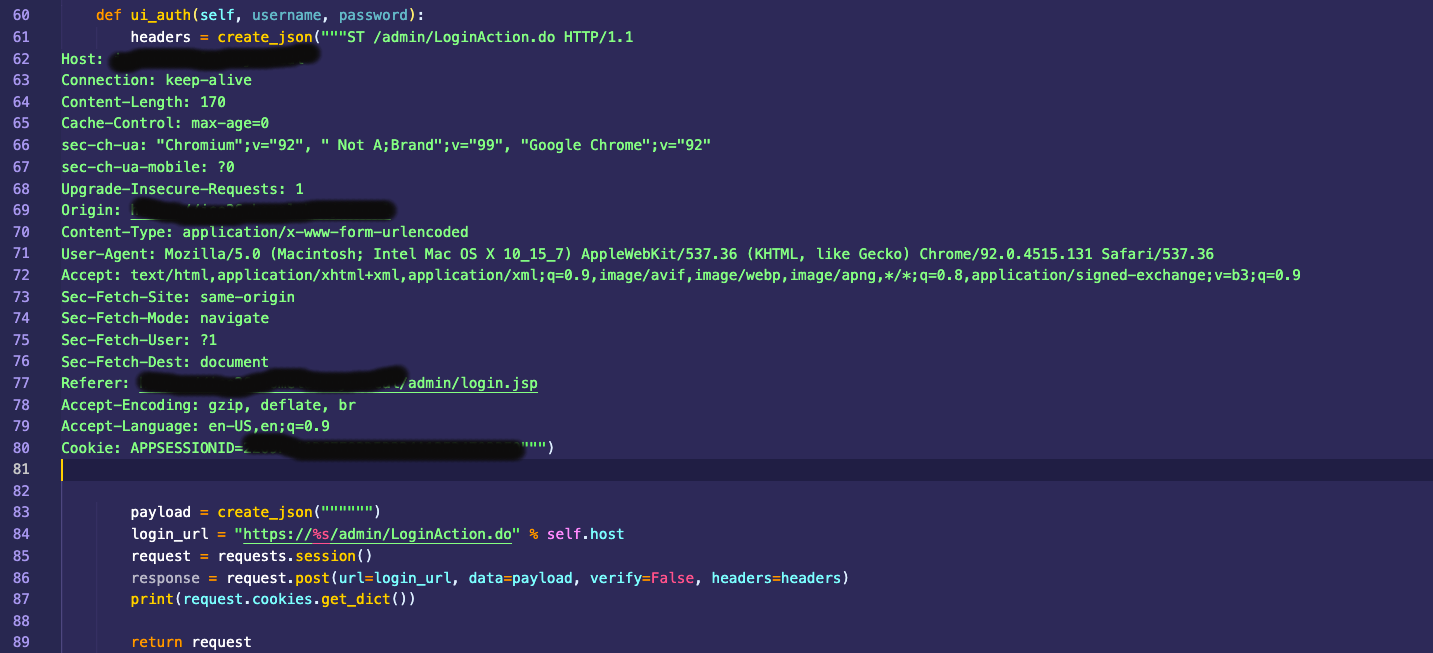 60 def ui_auth(self, username, password):
61 headers = create_json("""ST /admin/LoginAction.do HTTP/1.1
62 Host:
63 Connection: keep-alive
64 Content-Length: 170
65 Cache-Control: max-age=0
66 sec-ch-ua: "Chromium";v="92", " Not A;Brand";v="99", "Google Chrome";v="92"
67 sec-ch-ua-mobile: ?0
68 Upgrade-Insecure-Requests: 1
69 Origin:
70 Content-Type: application/x-www-form-urlencoded
71 User-Agent: Mozilla/5.0 (Macintosh; Intel Mac OS X 10_15_7) AppleWebKit/537.36 (KHTML, like Gecko) Chrome/92.0.4515.131 Safari/537.36
72 Accept: text/html,application/xhtml+xml,application/xml;q=0.9,image/avif,image/webp,image/apng,*/*;q=0.8,application/signed-exchange;v=b3;q=0.9
73 Sec-Fetch-Site: same-origin
74 Sec-Fetch-Mode: navigate
75 Sec-Fetch-User: ?1
76 Sec-Fetch-Dest: document
77 Referer: /admin/login.jsp
78 Accept-Encoding: gzip, deflate, br
79 Accept-Language: en-US,en;q=0.9
80 Cookie: APPSESSIONID= """)
81
82
83 payload = create_json("""""")
84 login_url = "https://%s/admin/LoginAction.do" % self.host
85 request = requests.session()
86 response = request.post(url=login_url, data=payload, verify=False, headers=headers)
87 print(request.cookies.get_dict())
88
89 return request